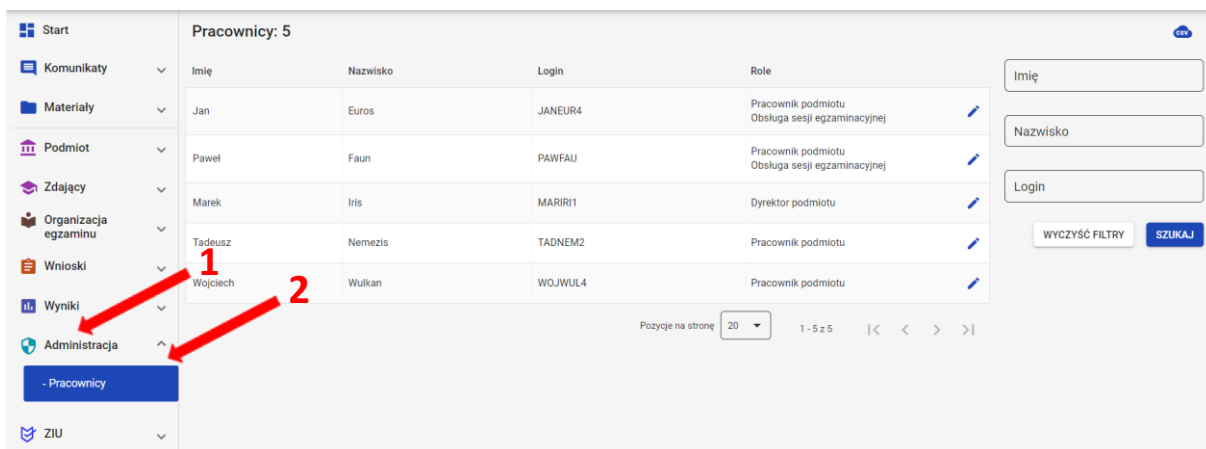 Start
Komunikaty
Materiały
Podmiot
Zdający
Organizacja
egzaminu
Wnioski
Wyniki
Administracja
- Pracownicy
ZIU
1
2
Pracownicy: 5
csv
Imię Nazwisko Login Role
Jan Euros JANEUR4 Pracownik podmiotu
Obsługa sesji egzaminacyjnej
Paweł Faun PAWFAU Pracownik podmiotu
Obsługa sesji egzaminacyjnej
Marek Iris MARIRI1 Dyrektor podmiotu
Tadeusz Nemezis TADNEM2 Pracownik podmiotu
Wojciech Wulkan WOJWUL4 Pracownik podmiotu
Pozycje na stronę 20 1 - 5 z 5
Imię
Nazwisko
Login
WYCZYŚĆ FILTRY SZUKAJ